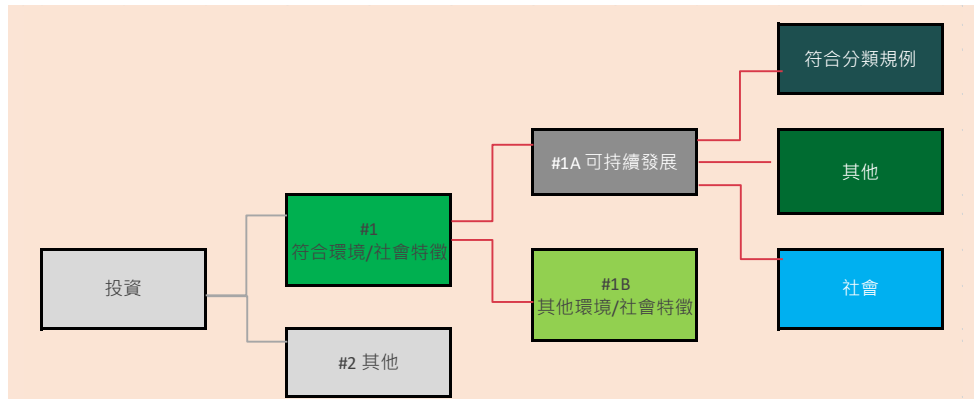 投資
#1
符合環境/社會特徵
#2 其他
#1A 可持續發展
#1B
其他環境/社會特徵
符合分類規例
其他
社會